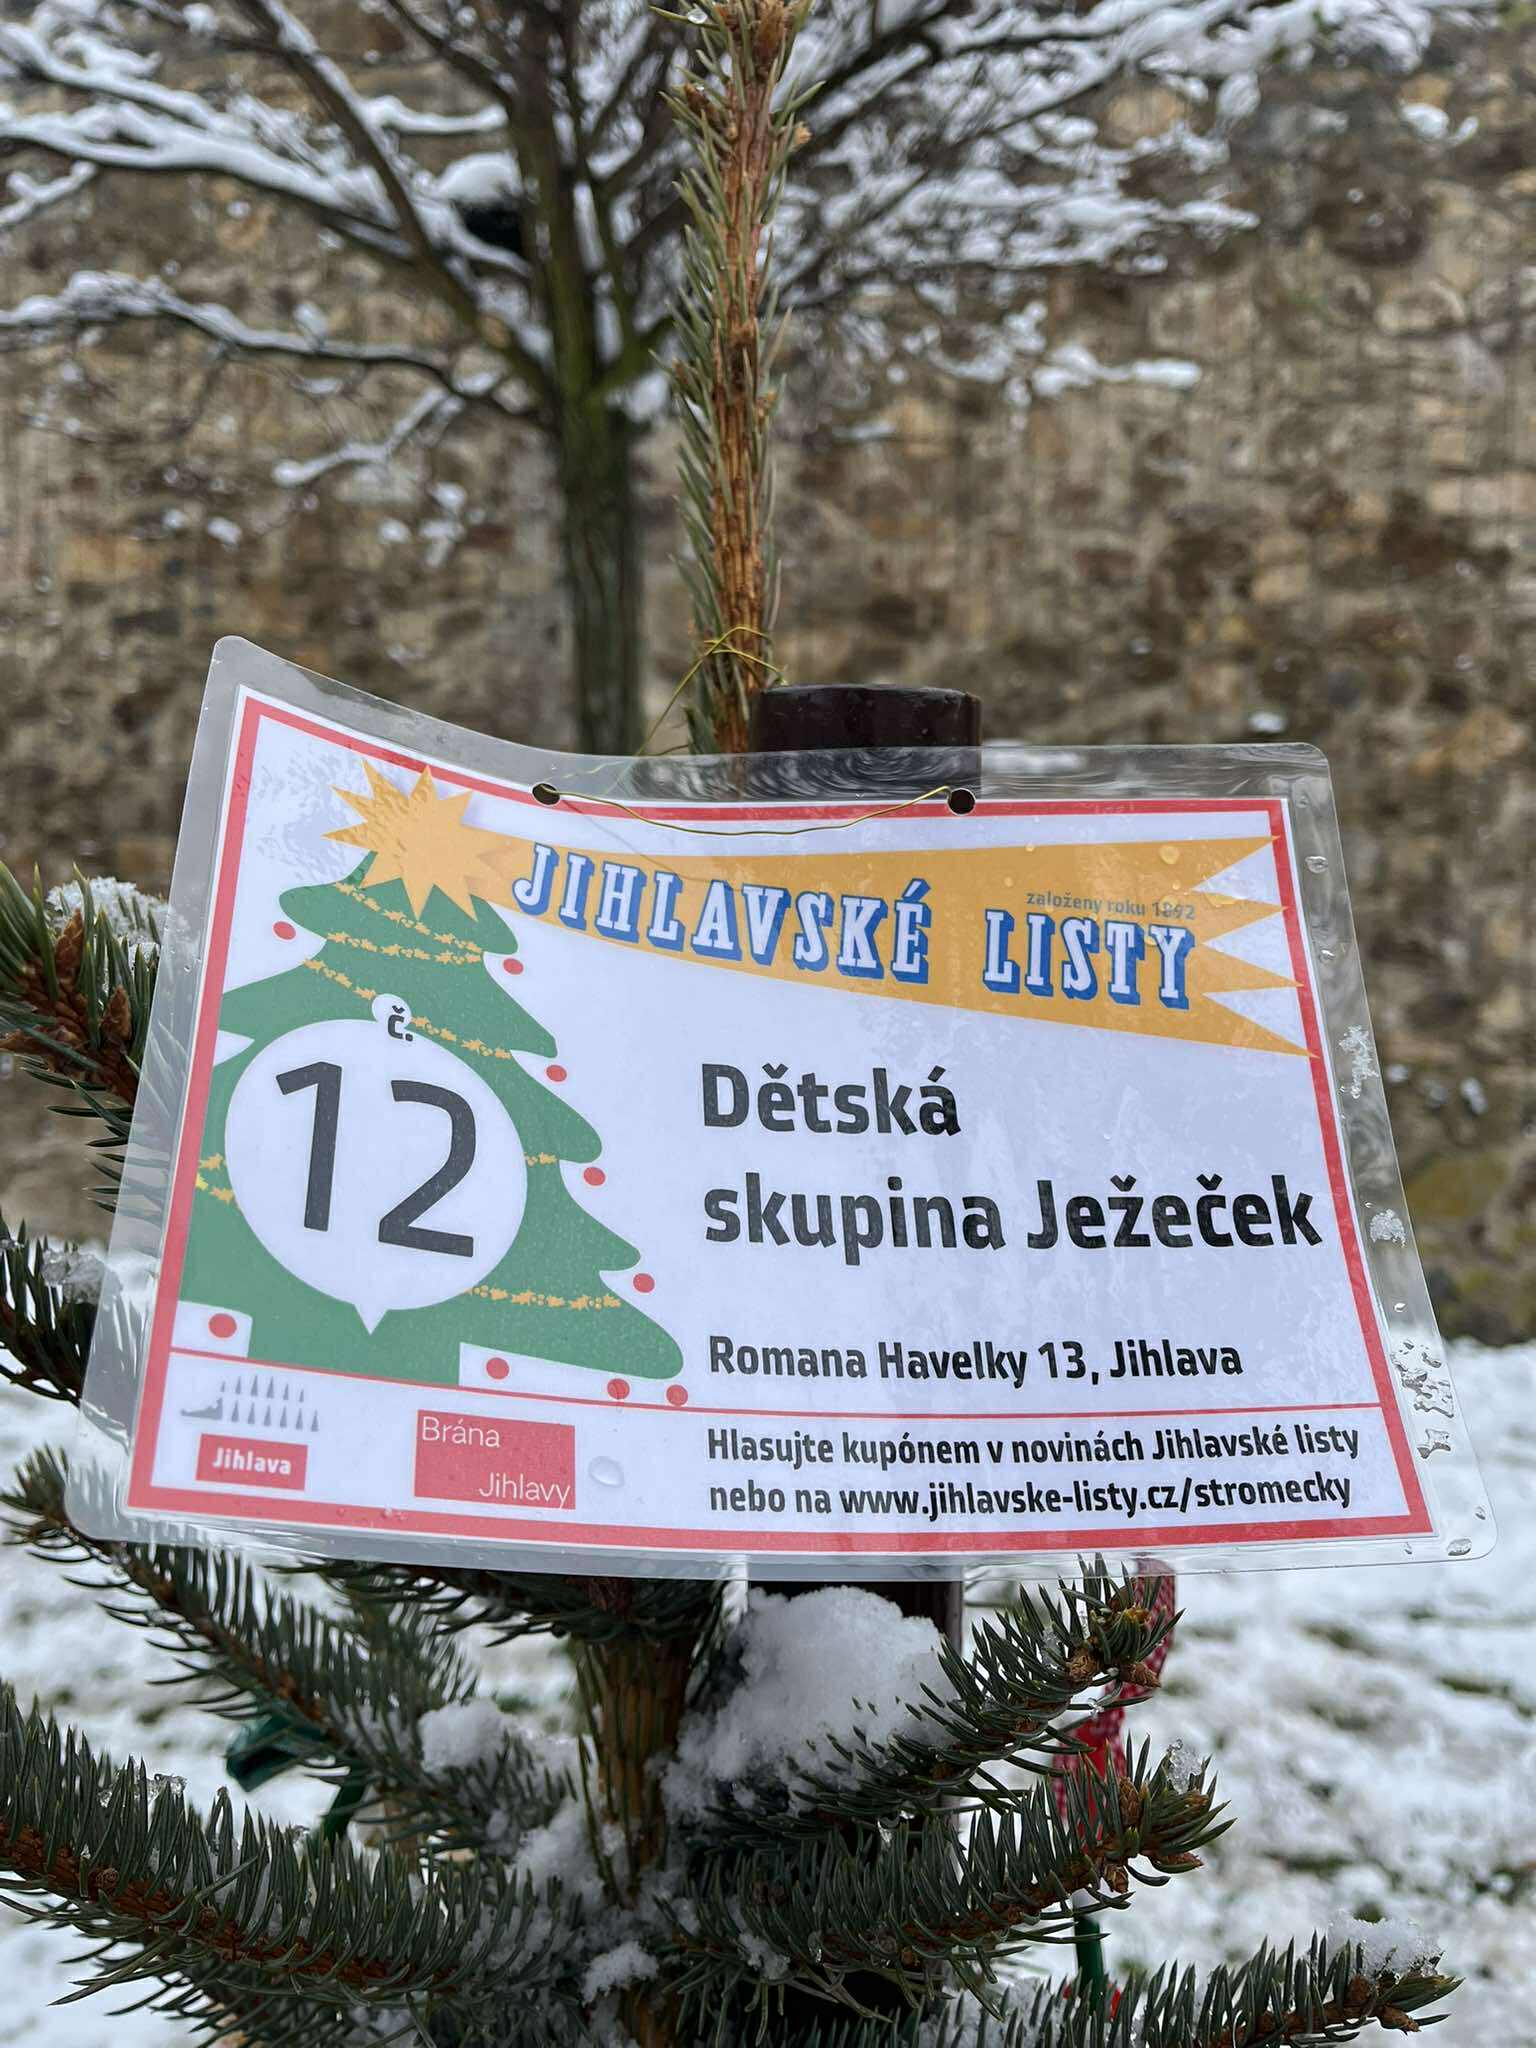 JIHLAVSKÉ LISTY
založeny roku 1892
č.
12
Dětská
skupina Ježeček
Romana Havelky 13, Jihlava
Jihlava
Brána
Jihlavy
Hlasujte kupónem v novinách Jihlavské listy
nebo na www.jihlavske-listy.cz/stromecky